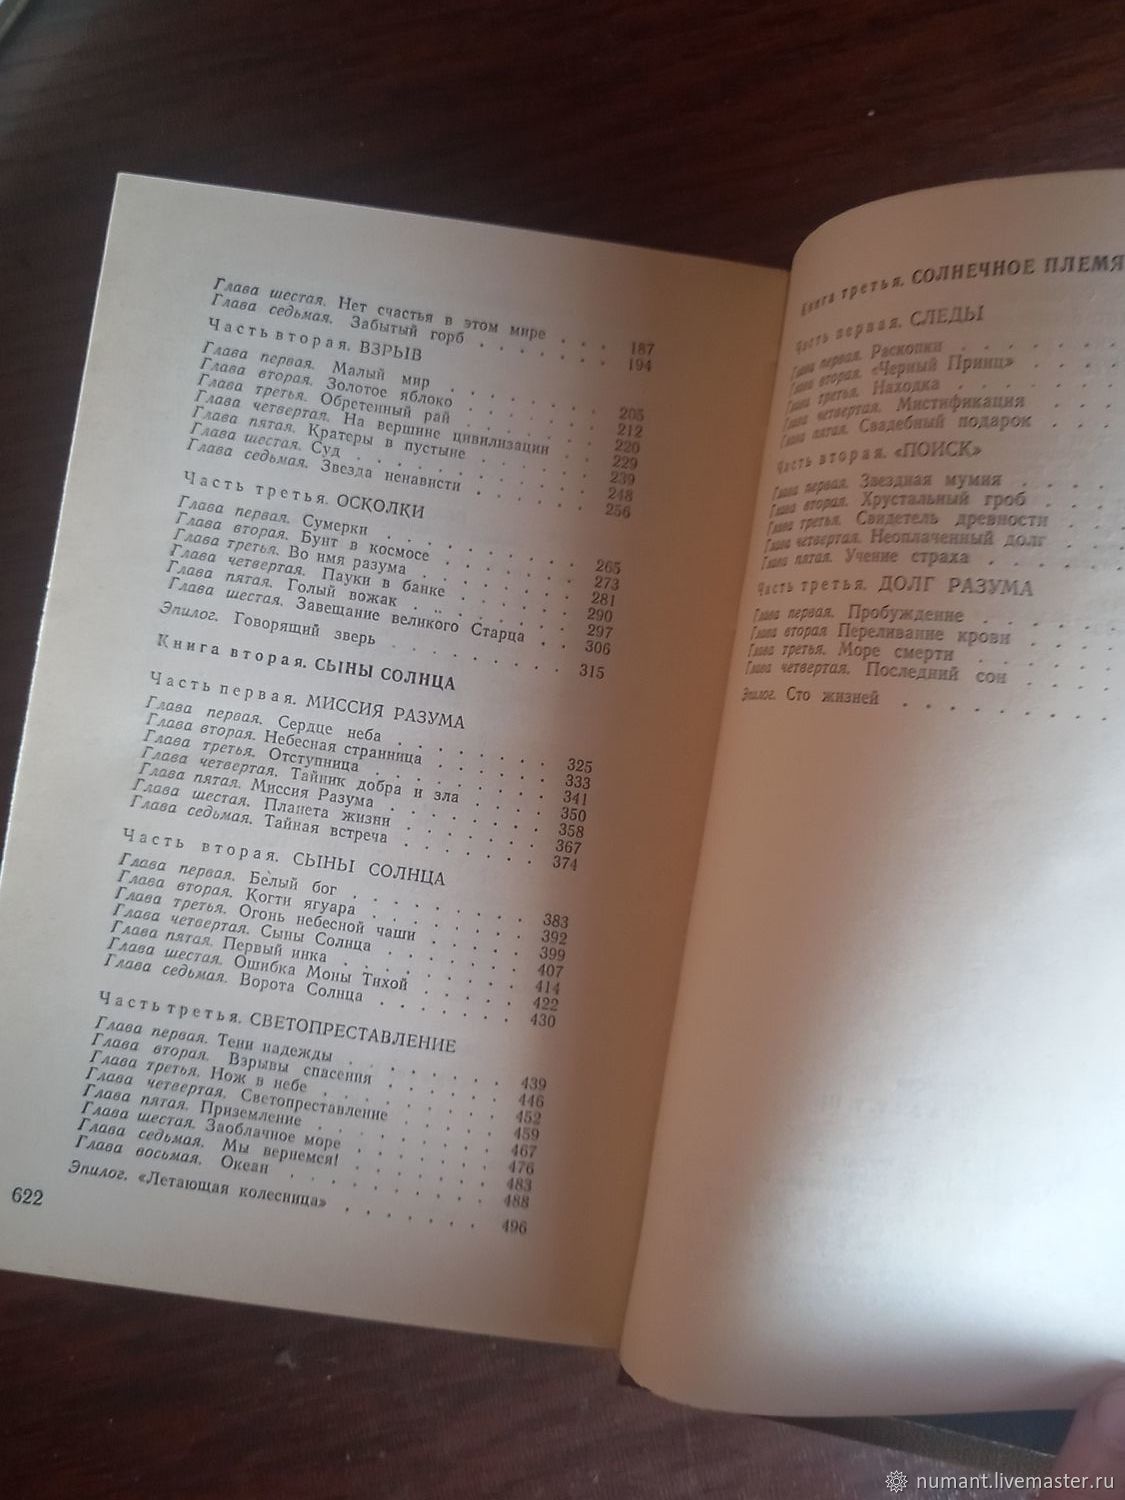 Глава шестая. Нет счастья в этом мире . . . 187
Глава седьмая. Забытый горб . . . . . . . 194
Часть вторая. ВЗРЫВ
Глава первая. Малый мир . . . . . . . . 205
Глава вторая. Золотое яблоко . . . . . . . 212
Глава третья. Обретенный рай . . . . . . . 220
Глава четвертая. На вершине цивилизации . . . 229
Глава пятая. Кратеры в пустыне . . . . . . 239
Глава шестая. Суд . . . . . . . . . . 248
Глава седьмая. Звезда ненависти . . . . . . 256
Часть третья. ОСКОЛКИ
Глава первая. Сумерки . . . . . . . . . 265
Глава вторая. Бунт в космосе . . . . . . . 273
Глава третья. Во имя разума . . . . . . . 281
Глава четвертая. Пауки в банке . . . . . . 290
Глава пятая. Голый вожак . . . . . . . . 297
Глава шестая. Завещание великого Старца . . . 306
Эпилог. Говорящий зверь . . . . . . . . 315
Книга вторая. СЫНЫ СОЛНЦА
Часть первая. МИССИЯ РАЗУМА
Глава первая. Сердце неба . . . . . . . . 325
Глава вторая. Небесная странница . . . . . . 333
Глава третья. Отступница . . . . . . . . 341
Глава четвертая. Тайник добра и зла . . . . . 350
Глава пятая. Миссия Разума . . . . . . . 358
Глава шестая. Планета жизни . . . . . . . 367
Глава седьмая. Тайная встреча . . . . . . . 374
Часть вторая. СЫНЫ СОЛНЦА
Глава первая. Белый бог . . . . . . . . 383
Глава вторая. Когти ягуара . . . . . . . . 392
Глава третья. Огонь небесной чаши . . . . . 399
Глава четвертая. Сыны Солнца . . . . . . . 407
Глава пятая. Первый инка . . . . . . . . 414
Глава шестая. Ошибка Моны Тихой . . . . . 422
Глава седьмая. Ворота Солнца . . . . . . . 430
Часть третья. СВЕТОПРЕСТАВЛЕНИЕ
Глава первая. Тени надежды . . . . . . . 439
Глава вторая. Взрывы спасения . . . . . . . 446
Глава третья. Нож в небе . . . . . . . . 452
Глава четвертая. Светопреставление . . . . . 459
Глава пятая. Приземление . . . . . . . . 467
Глава шестая. Заоблачное море . . . . . . . 476
Глава седьмая. Мы вернемся! . . . . . . . 483
Глава восьмая. Океан . . . . . . . . . 488
Эпилог. «Летающая колесница» . . . . . . . 496
622
Книга третья. СОЛНЕЧНОЕ ПЛЕМЯ
Часть первая. СЛЕДЫ
Глава первая. Раскопки . . . . . .
Глава вторая. «Черный Принц» . . .
Глава третья. Находка . . . . . .
Глава четвертая. Мистификация . . .
Глава пятая. Свадебный подарок . . .
Часть вторая. «ПОИСК»
Глава первая. Звездная мумия . . . .
Глава вторая. Хрустальный гроб . . .
Глава третья. Свидетель древности . .
Глава четвертая. Неоплаченный долг . .
Глава пятая. Учение страха . . . . .
Часть третья. ДОЛГ РАЗУМА
Глава первая. Пробуждение . . . . .
Глава вторая Переливание крови . . .
Глава третья. Море смерти . . . . .
Глава четвертая. Последний сон . . .
Эпилог. Сто жизней . . . . . . .
numant.livemaster.ru